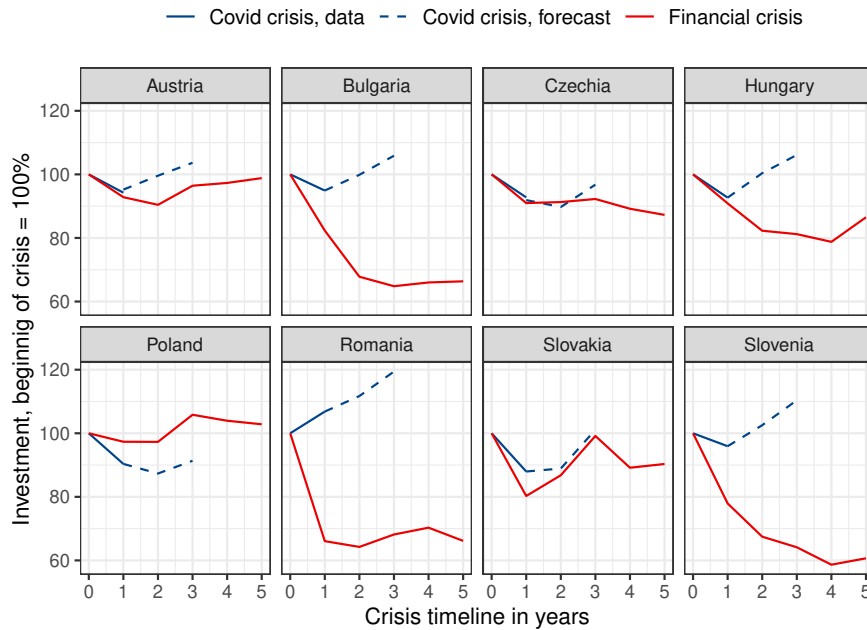 Covid crisis, data Covid crisis, forecast Financial crisis
Investment, beginnig of crisis = 100%
Austria Bulgaria Czechia Hungary
120
100
80
60
Poland Romania Slovakia Slovenia
120
100
80
60
0 1 2 3 4 5 0 1 2 3 4 5 0 1 2 3 4 5 0 1 2 3 4 5
Crisis timeline in years